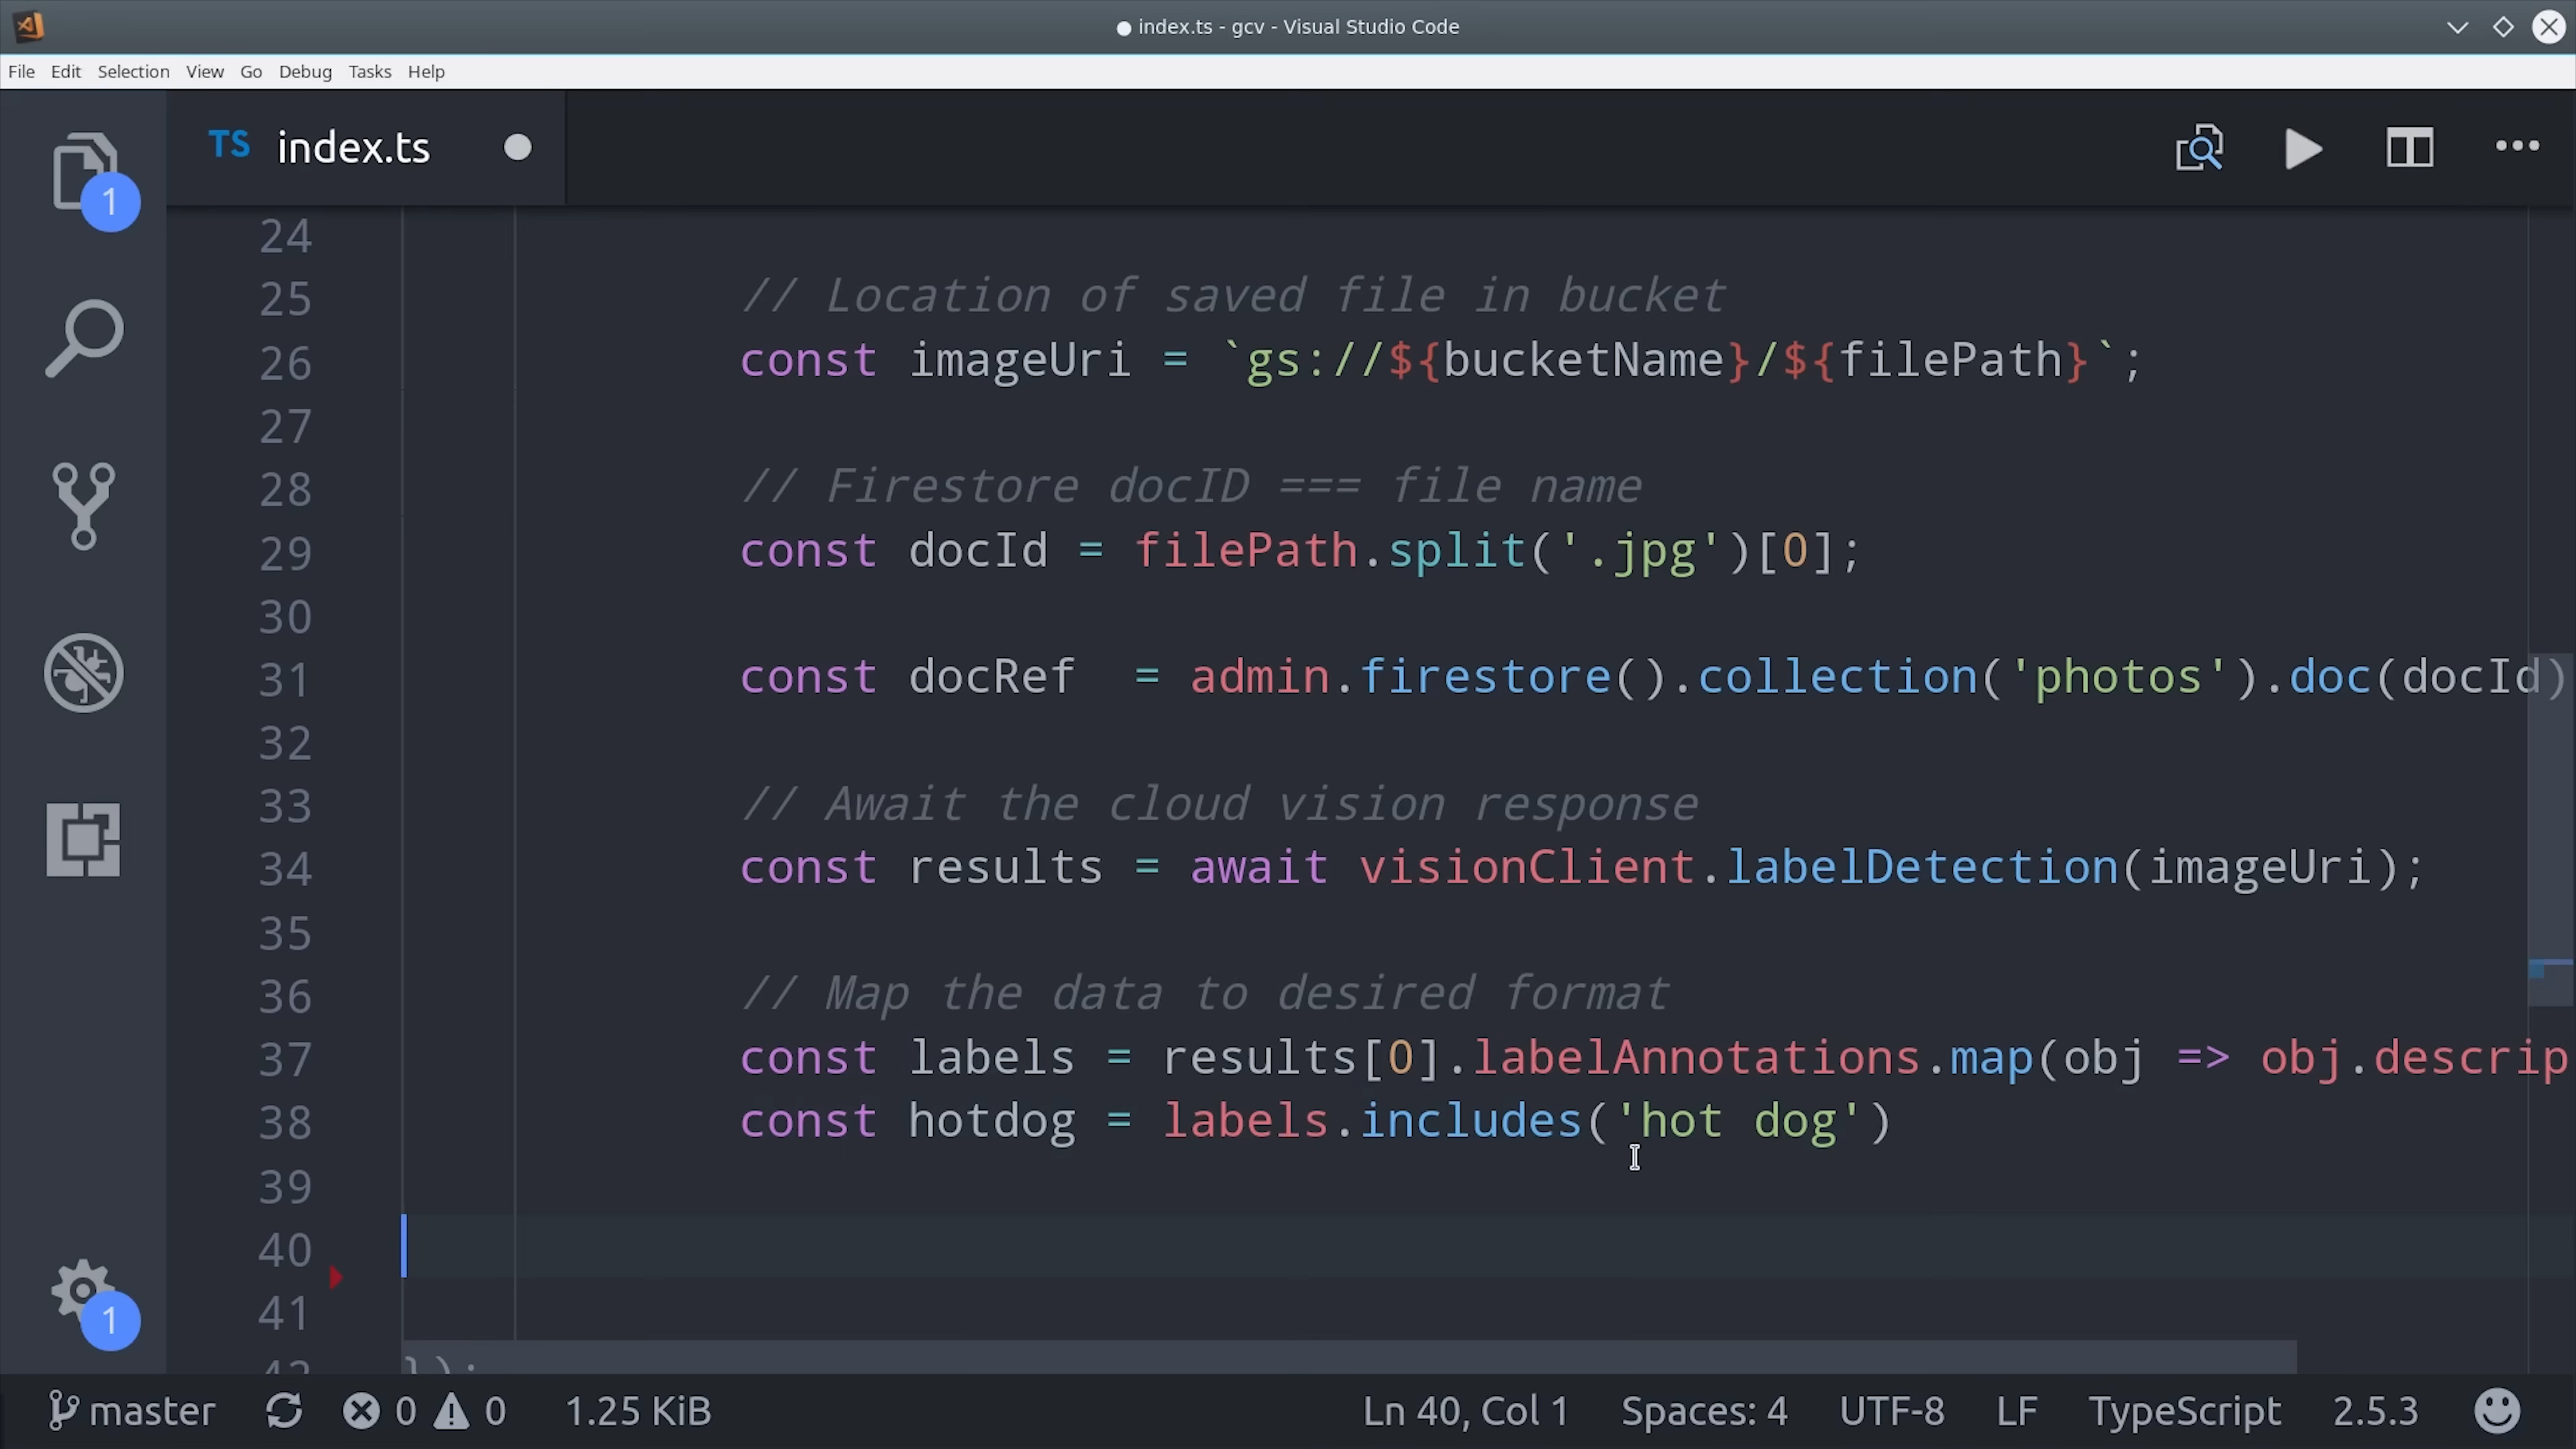 index.ts - gcv - Visual Studio Code
File Edit Selection View Go Debug Tasks Help
1
TS index.ts
24
25 // Location of saved file in bucket
26 const imageUri = `gs://${bucketName}/${filePath}`;
27
28 // Firestore docID === file name
29 const docId = filePath.split('.jpg')[0];
30
31 const docRef  = admin.firestore().collection('photos').doc(docId)
32
33 // Await the cloud vision response
34 const results = await visionClient.labelDetection(imageUri);
35
36 // Map the data to desired format
37 const labels = results[0].labelAnnotations.map(obj => obj.descrip
38 const hotdog = labels.includes('hot dog')
39
40
41
42 });
1
master 0 0 1.25 KiB Ln 40, Col 1 Spaces: 4 UTF-8 LF TypeScript 2.5.3